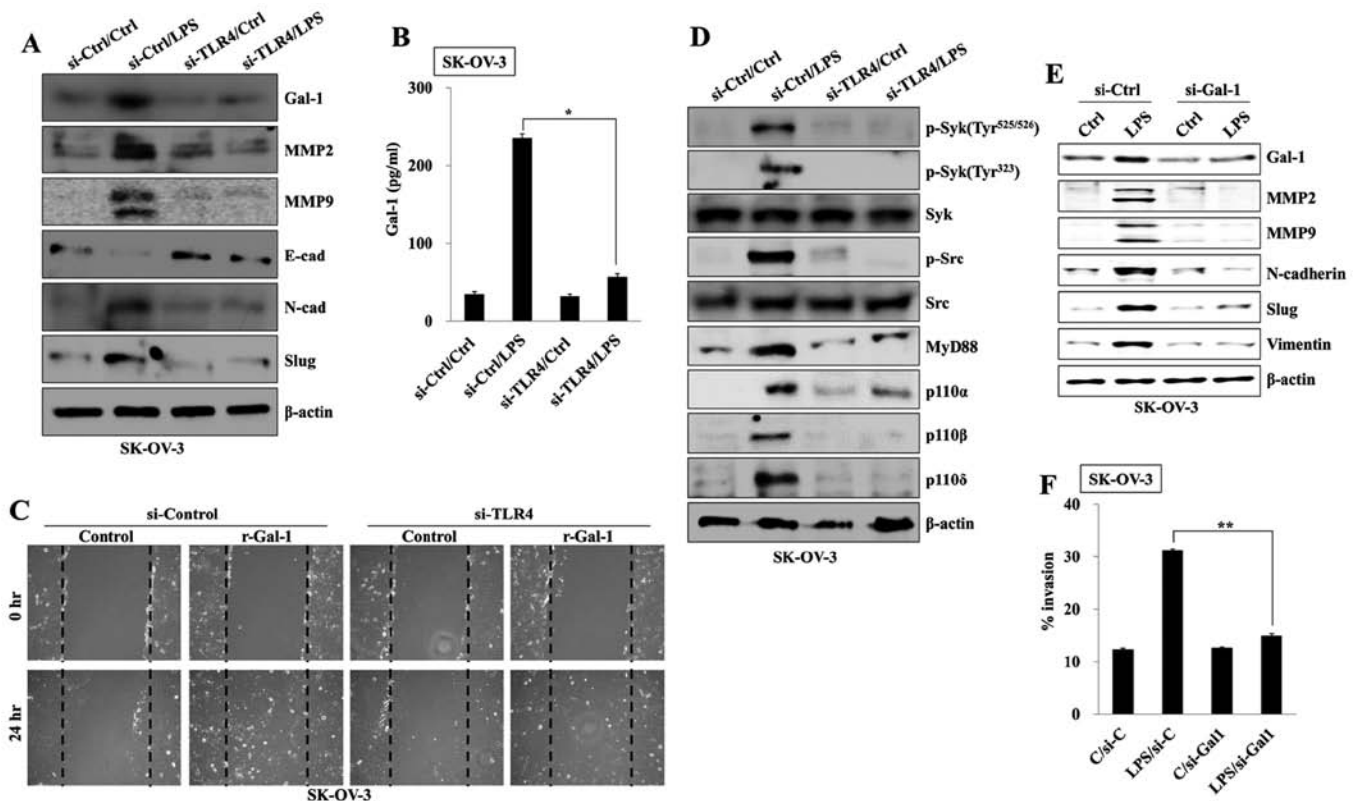 A
si-Ctrl/Ctrl
si-Ctrl/LPS
si-TLR4/Ctrl
si-TLR4/LPS
Gal-1
MMP2
MMP9
E-cad
N-cad
Slug
β-actin
SK-OV-3
B
SK-OV-3
Gal-1 (pg/ml)
300
200
100
0
*
si-Ctrl/Ctrl
si-Ctrl/LPS
si-TLR4/Ctrl
si-TLR4/LPS
C
si-Control
si-TLR4
Control
r-Gal-1
Control
r-Gal-1
0 hr
24 hr
SK-OV-3
D
si-Ctrl/Ctrl
si-Ctrl/LPS
si-TLR4/Ctrl
si-TLR4/LPS
p-Syk(Tyr525/526)
p-Syk(Tyr323)
Syk
p-Src
Src
MyD88
p110α
p110β
p110δ
β-actin
SK-OV-3
E
si-Ctrl
si-Gal-1
Ctrl
LPS
Ctrl
LPS
Gal-1
MMP2
MMP9
N-cadherin
Slug
Vimentin
β-actin
SK-OV-3
F
SK-OV-3
% invasion
40
30
20
10
0
**
C/si-C
LPS/si-C
C/si-Gal1
LPS/si-Gal1